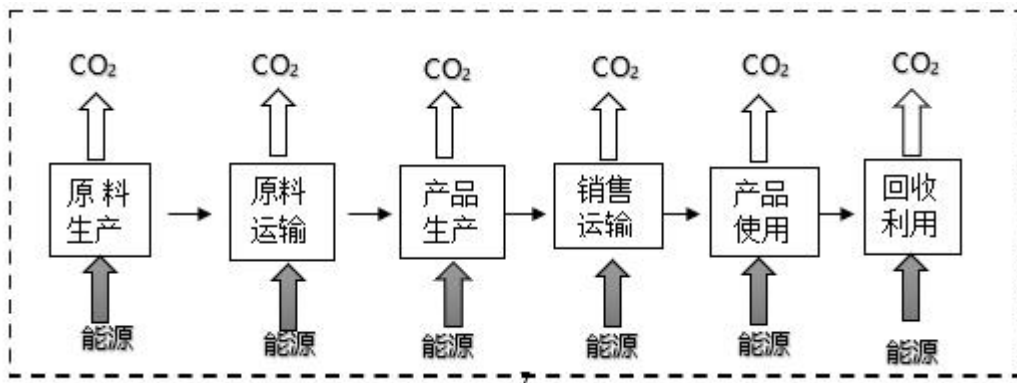 CO₂ CO₂ CO₂ CO₂ CO₂ CO₂
原料 原料 产品 销售 产品 回收
生产 运输 生产 运输 使用 利用
能源 能源 能源 能源 能源 能源
,